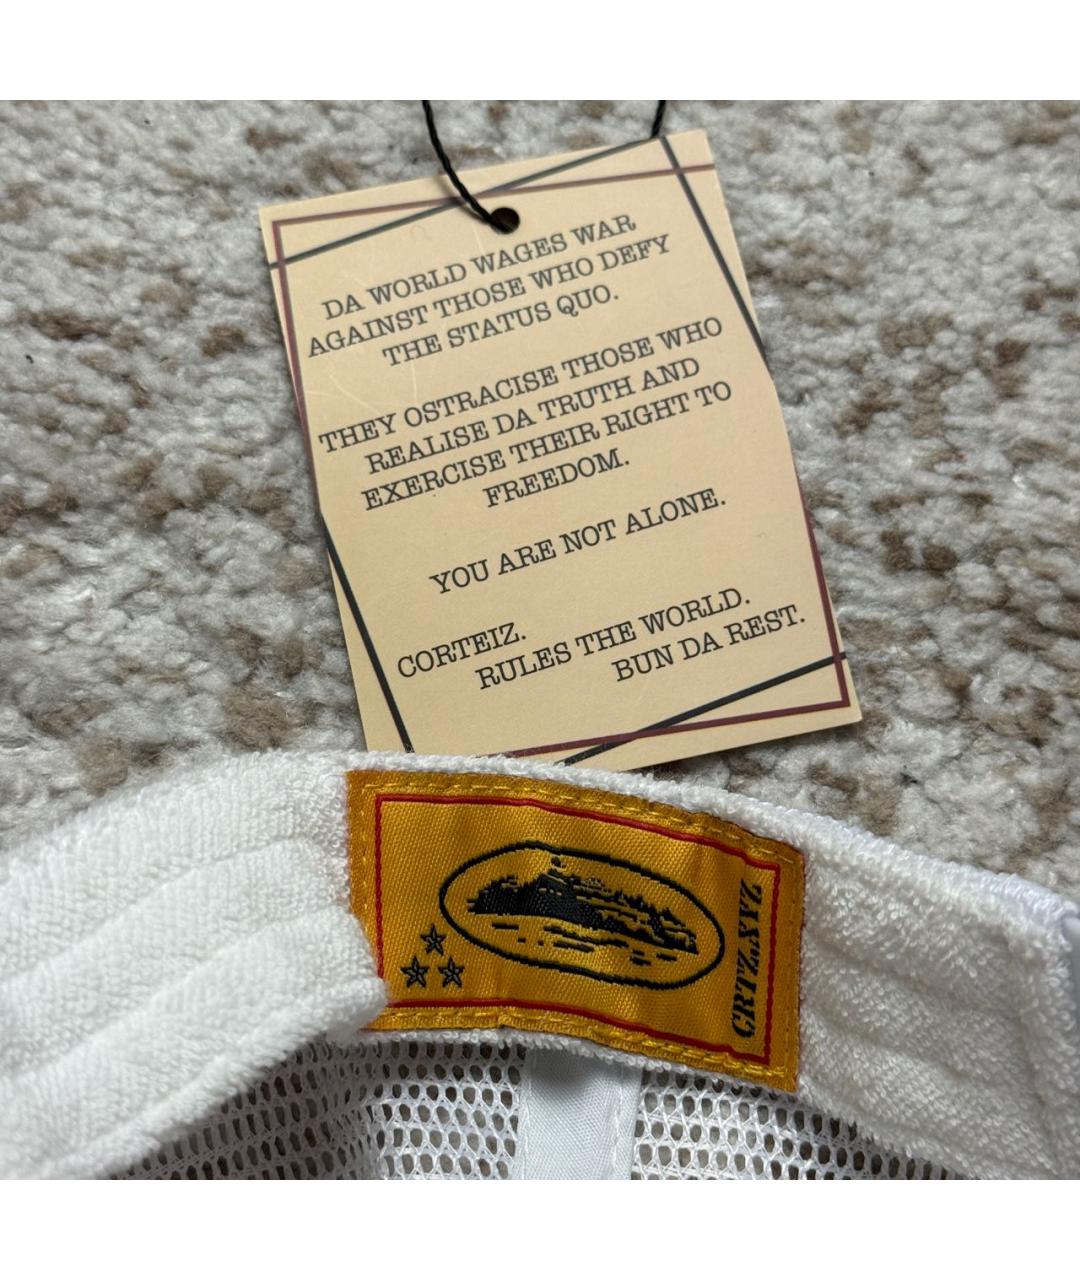 DA WORLD WAGES WAR
AGAINST THOSE WHO DEFY
THE STATUS QUO.
THEY OSTRACISE THOSE WHO
REALISE DA TRUTH AND
EXERCISE THEIR RIGHT TO
FREEDOM.
YOU ARE NOT ALONE.
CORTEIZ.
RULES THE WORLD.
BUN DA REST.
CRTZ.XYZ